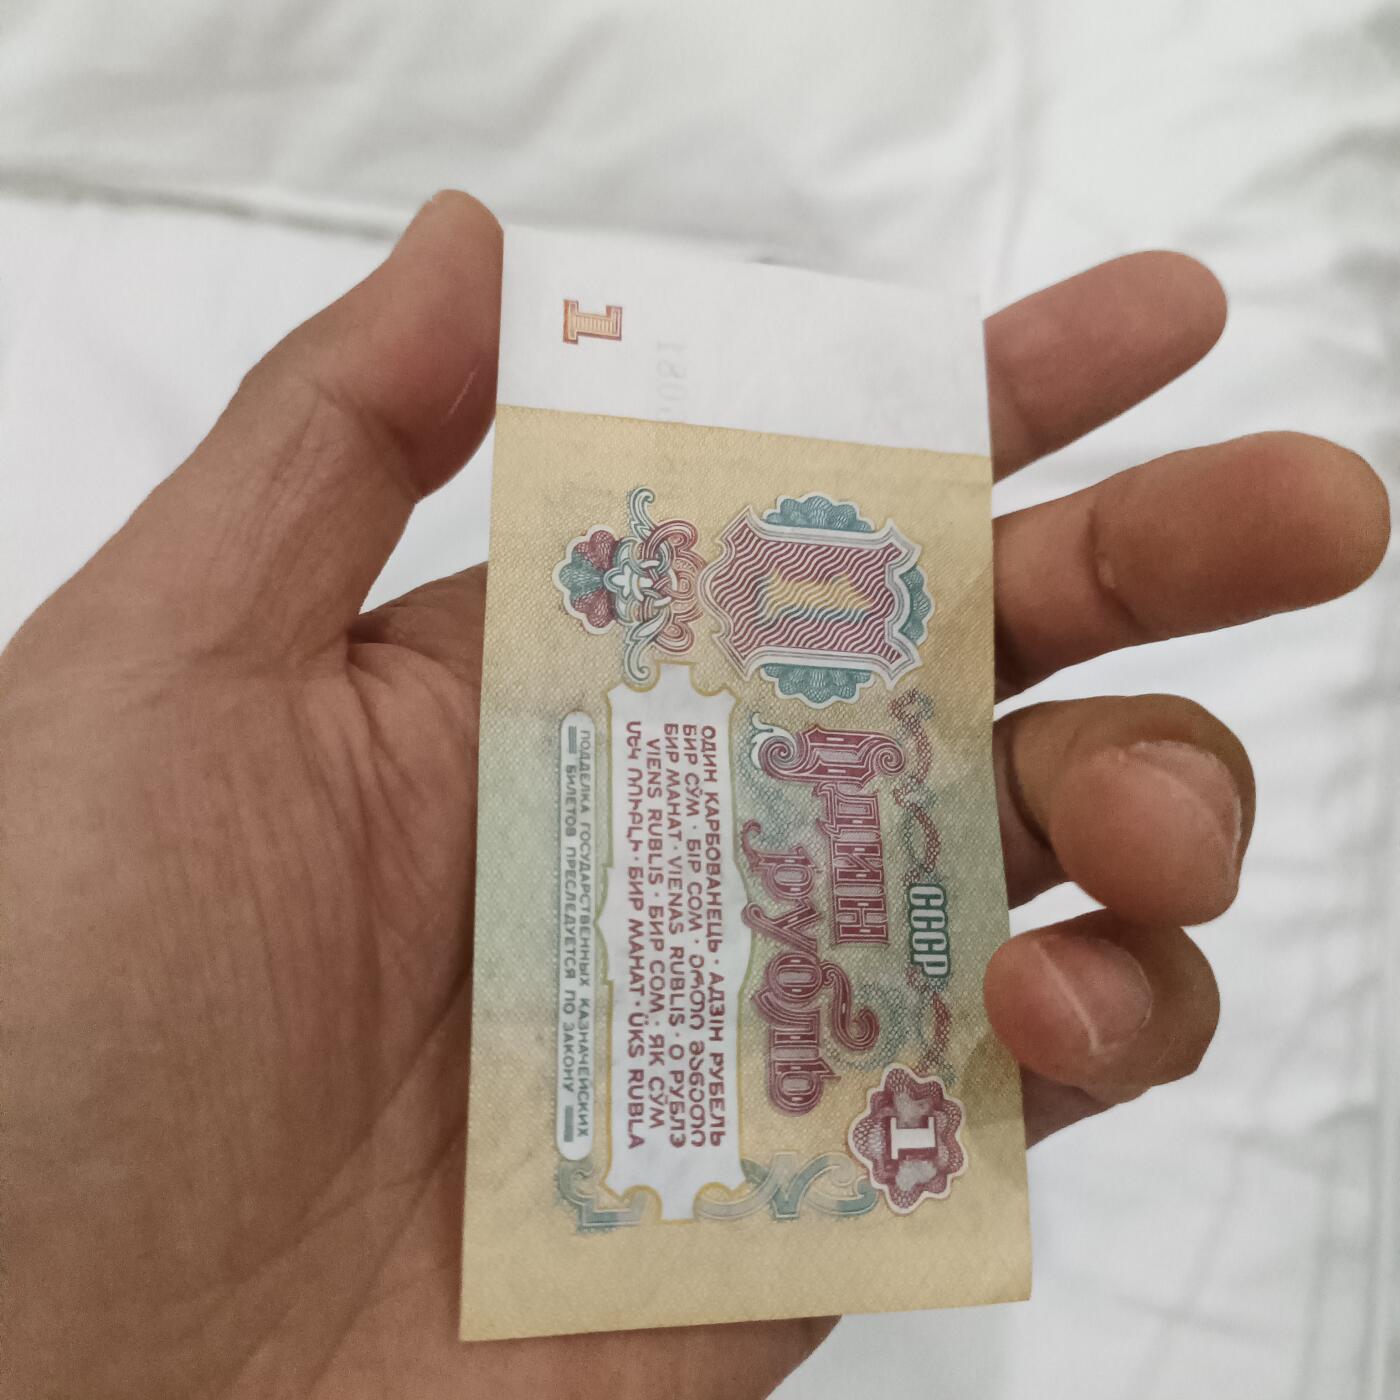 СССР
1
1
Один
рубль
1
ОДИН КАРБОВАНЕЦЬ · АДЗІН РУБЕЛЬ
БИР СЎМ · БІР СОМ · ერთი მანეთი
БИР МАНАТ · VIENAS RUBLIS · О РУБЛЭ
VIENS RUBLIS · БИР СОМ · ЯК СЎМ
ՄԵԿ ՌՈՒԲԼԻ · БИР МАНАТ · ÜKS RUBLA
ПОДДЕЛКА ГОСУДАРСТВЕННЫХ КАЗНАЧЕЙСКИХ
БИЛЕТОВ ПРЕСЛЕДУЕТСЯ ПО ЗАКОНУ